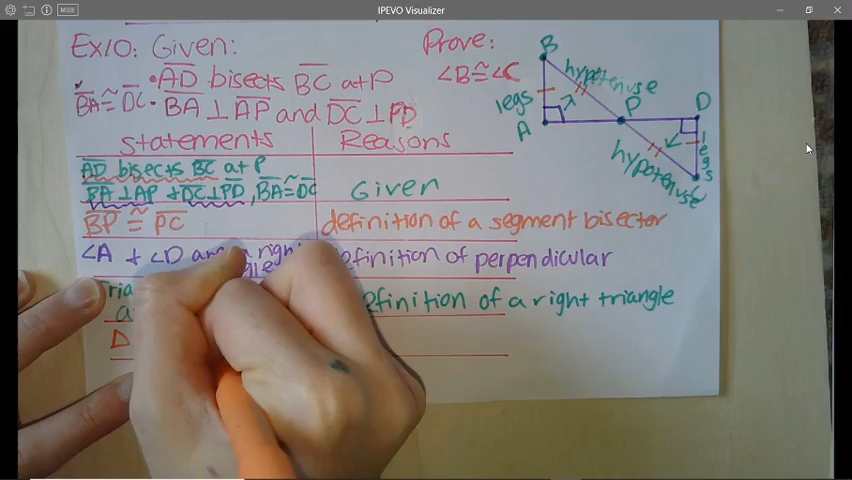 IPEVO Visualizer
MODE
Ex10: Given:
Prove:
∠B≅∠C
• AD bisects BC at P
BA≅DC • BA ⊥ AP and DC ⊥ PD
statements Reasons
AD bisects BC at P
BA ⊥ AP + DC ⊥ PD, BA≅DC Given
BP ≅ PC definition of a segment bisector
∠A + ∠D are definition of perpendicular
definition of a right triangle
B
hypotenuse
legs
A
P
D
legs
hypotenuse
C